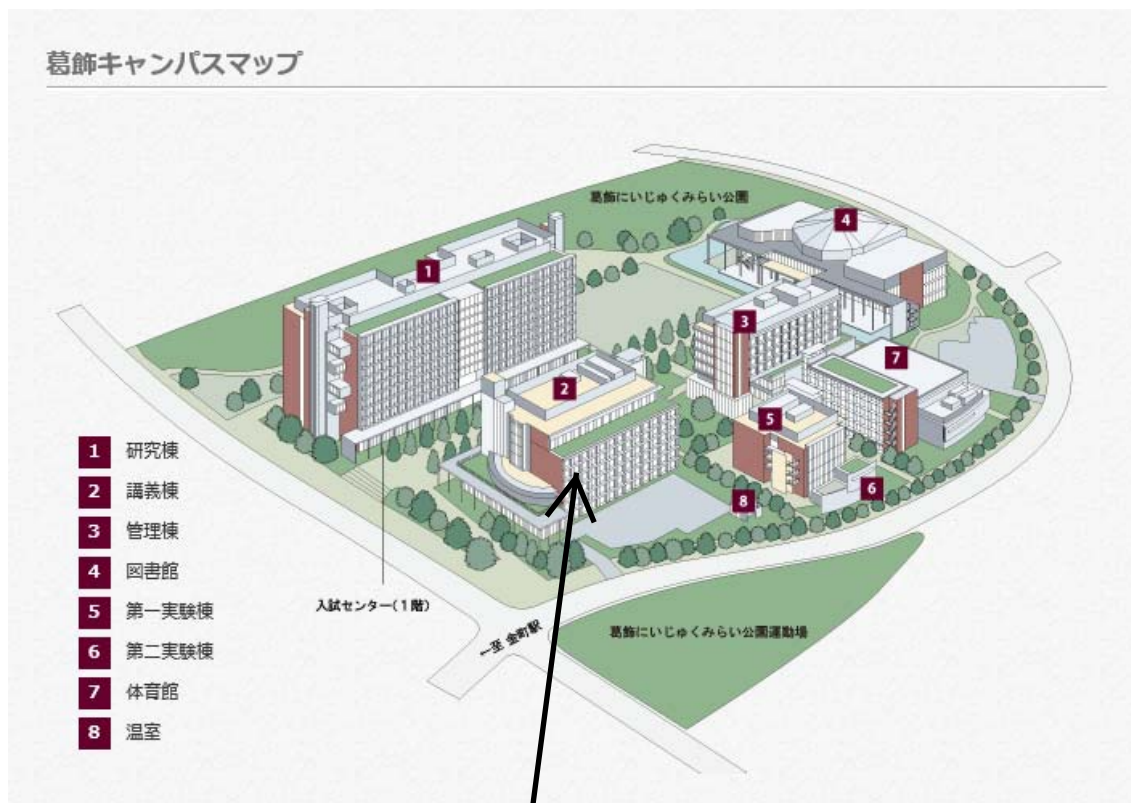 葛飾キャンパスマップ
葛飾にいじゅくみらい公園
4
1
3
7
2
5
6
8
1 研究棟
2 講義棟
3 管理棟
4 図書館
5 第一実験棟
6 第二実験棟
7 体育館
8 温室
入試センター(1階)
←至 金町駅
葛飾にいじゅくみらい公園運動場